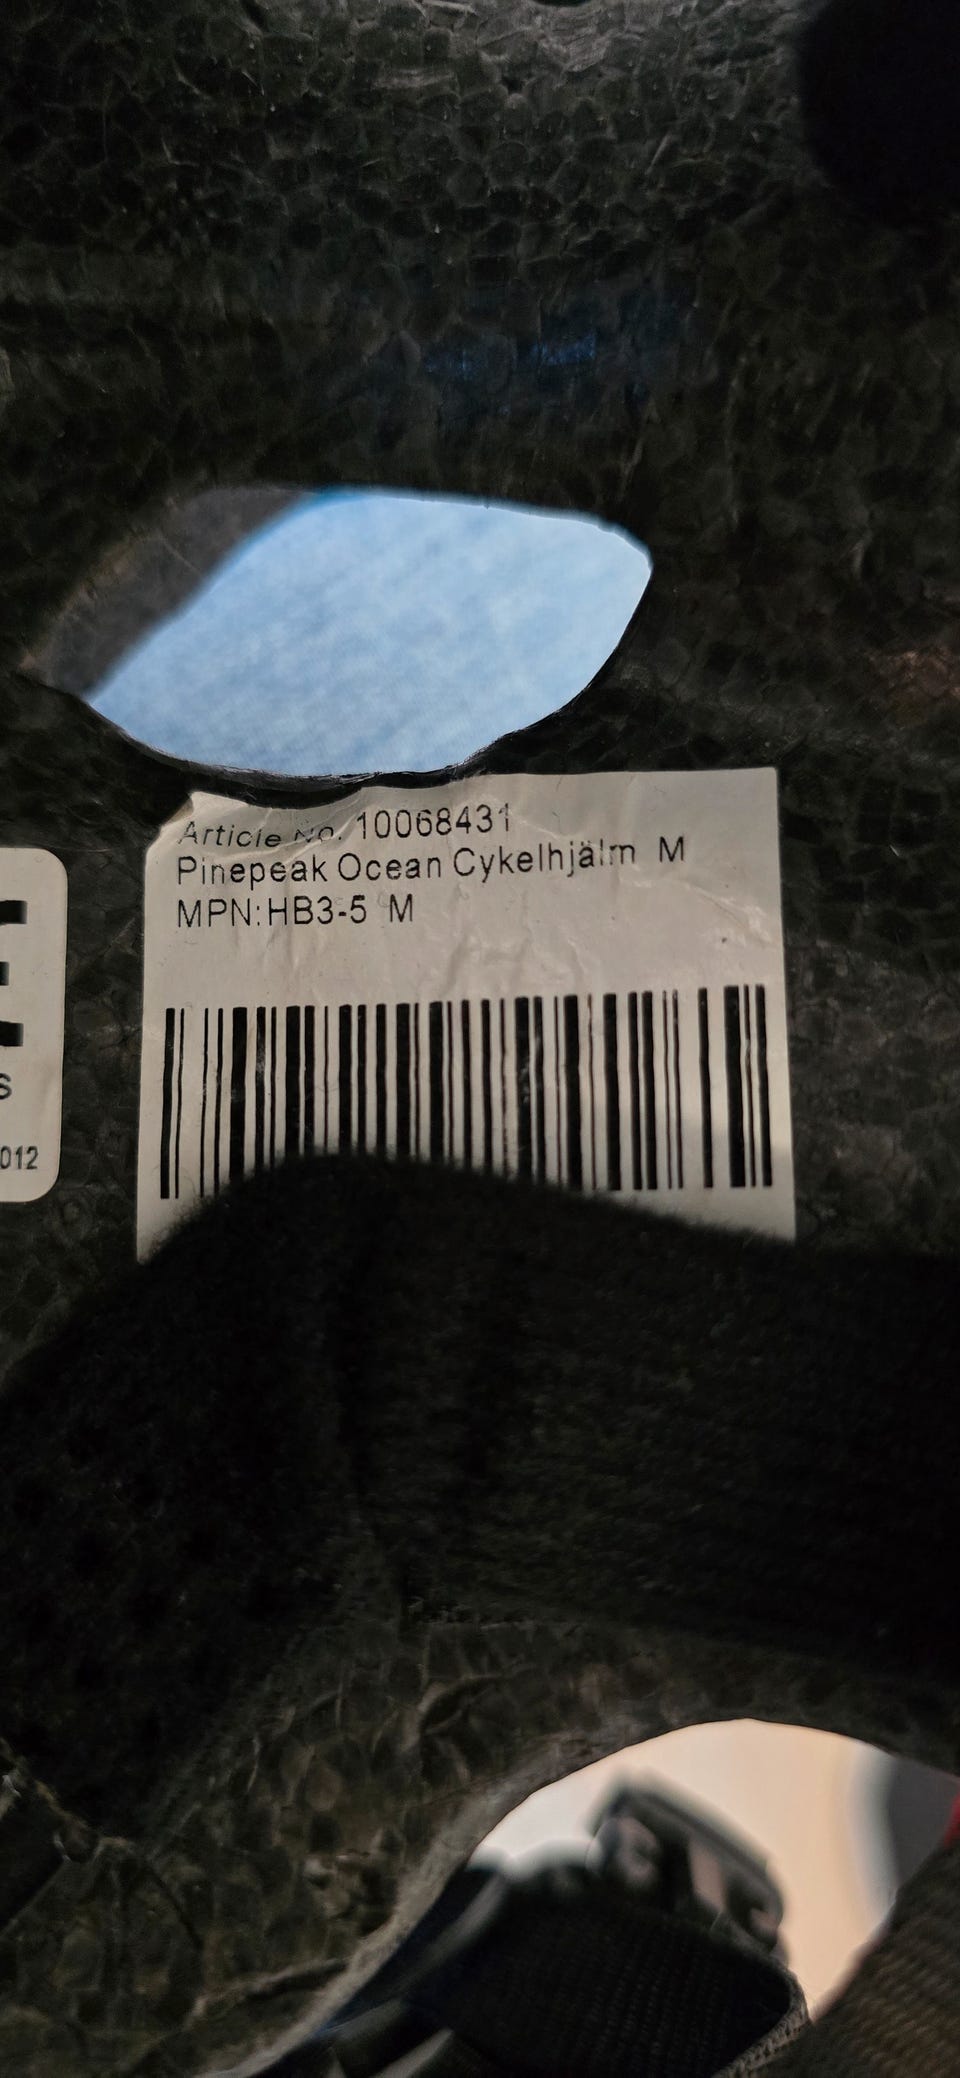 Article No. 10068431
Pinepeak Ocean Cykelhjälm M
MPN:HB3-5 M
S
012